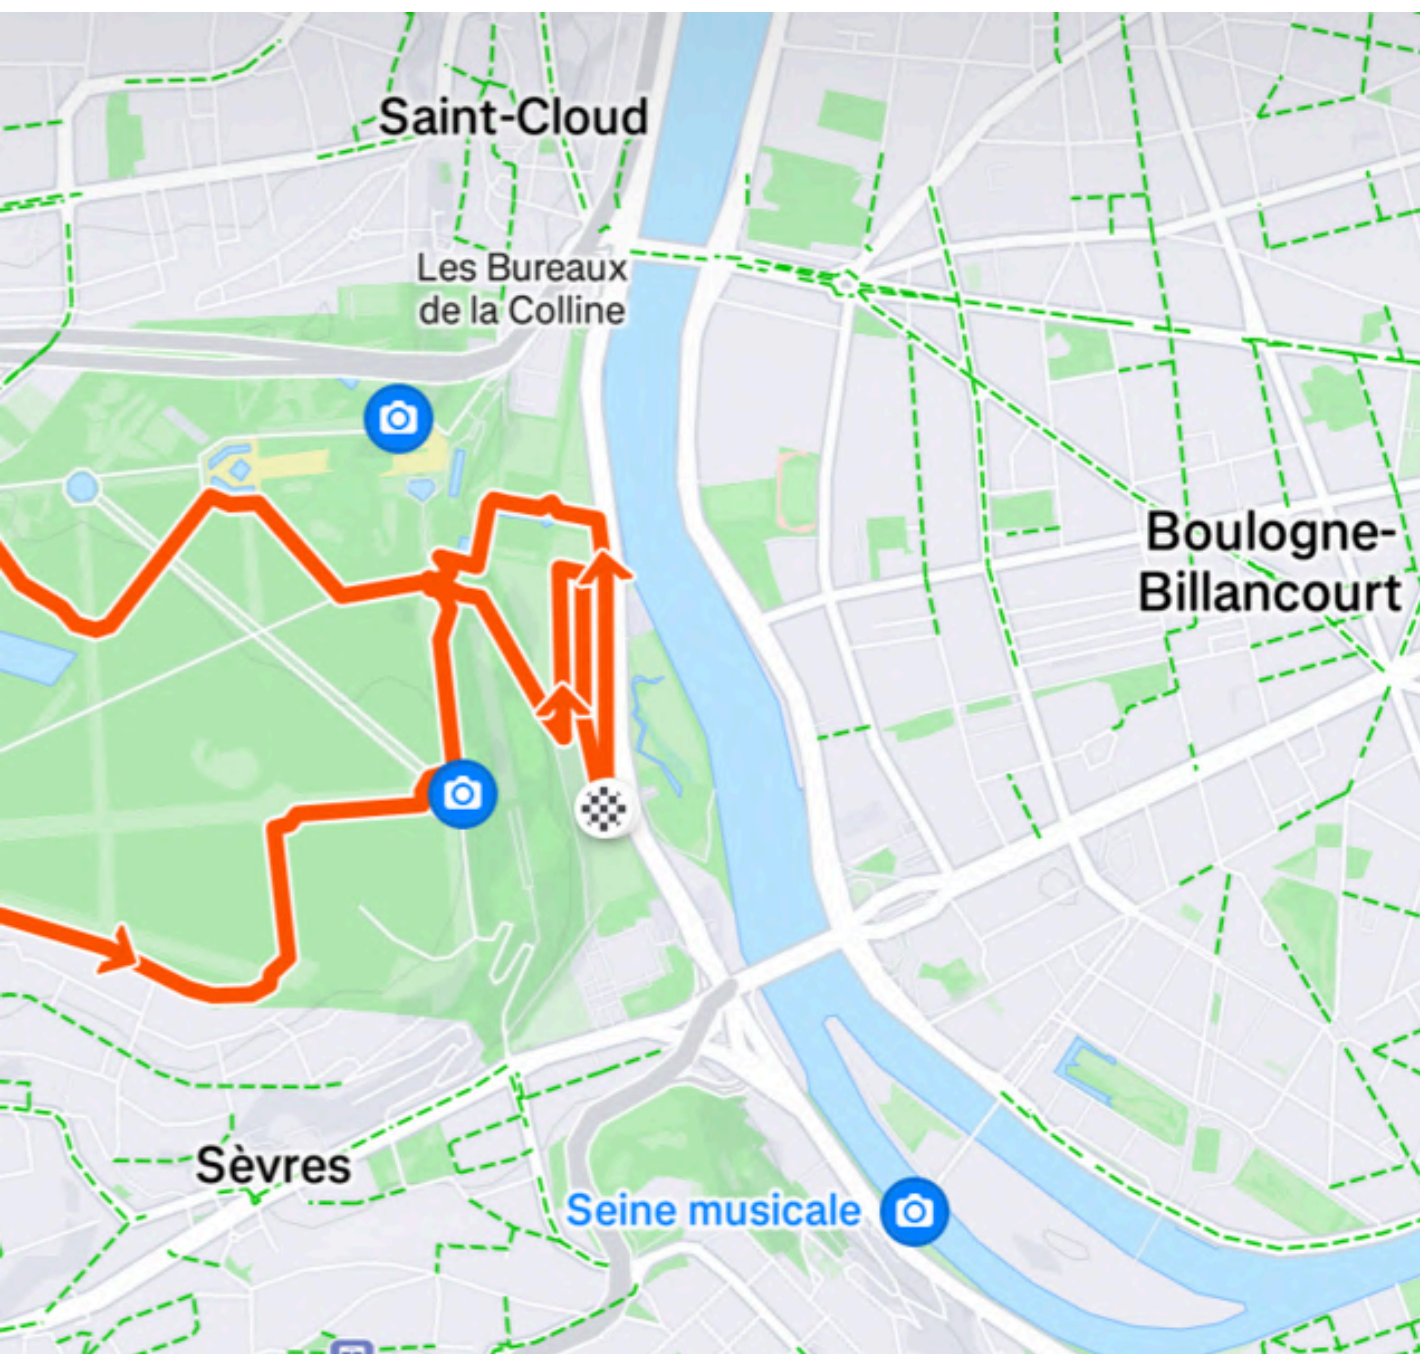 Saint-Cloud
Les Bureaux
de la Colline
Boulogne-
Billancourt
Sèvres
Seine musicale